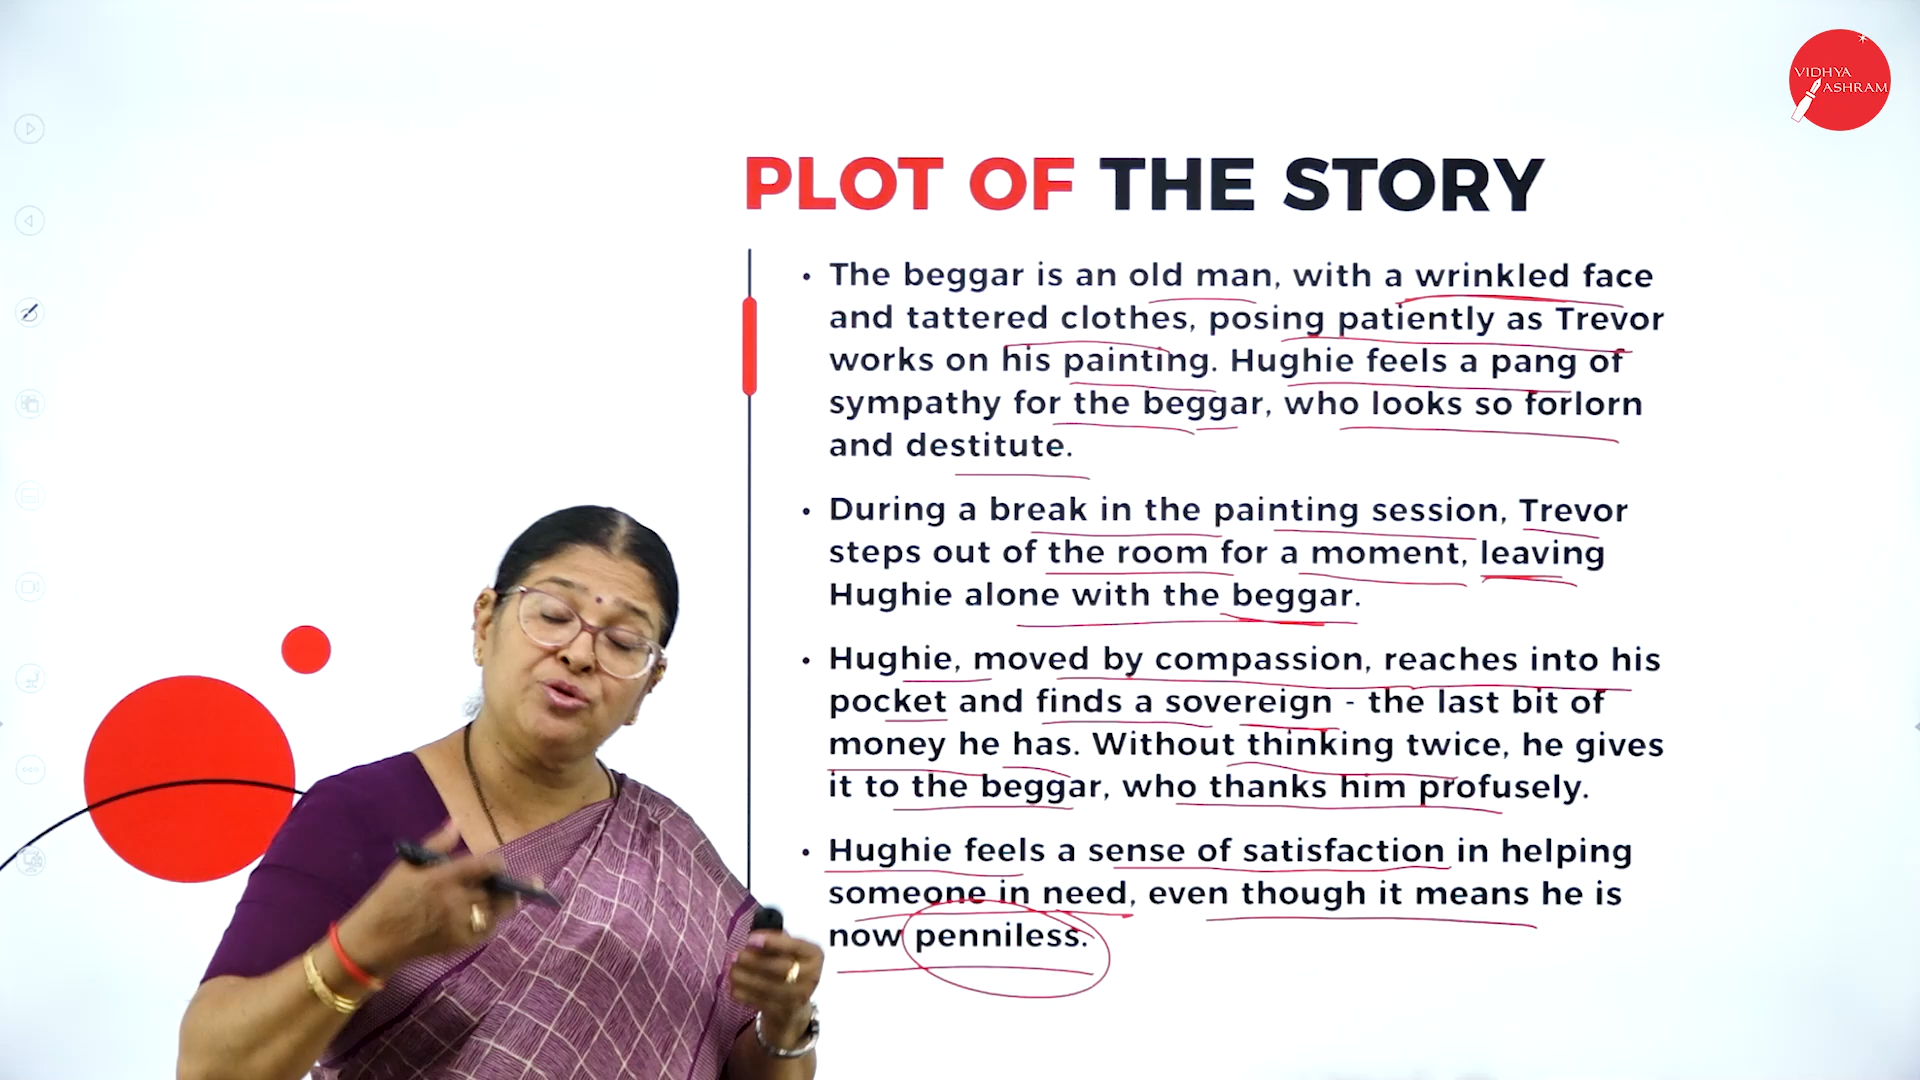 VIDHYA
ASHRAM
PLOT OF THE STORY
• The beggar is an old man, with a wrinkled face
and tattered clothes, posing patiently as Trevor
works on his painting. Hughie feels a pang of
sympathy for the beggar, who looks so forlorn
and destitute.
• During a break in the painting session, Trevor
steps out of the room for a moment, leaving
Hughie alone with the beggar.
• Hughie, moved by compassion, reaches into his
pocket and finds a sovereign - the last bit of
money he has. Without thinking twice, he gives
it to the beggar, who thanks him profusely.
• Hughie feels a sense of satisfaction in helping
someone in need, even though it means he is
now penniless.